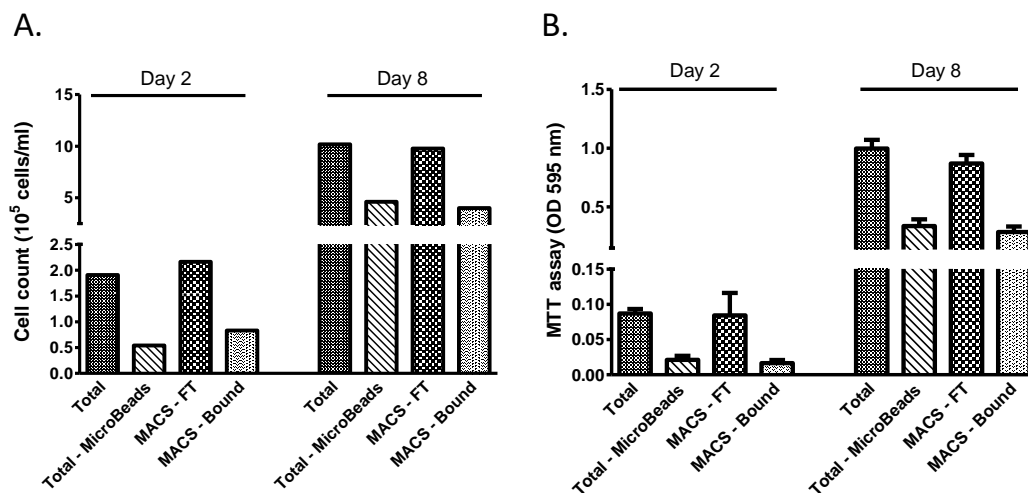 A.
Day 2
Day 8
Cell count (10⁵ cells/ml)
15
10
5
2.5
2.0
1.5
1.0
0.5
0.0
Total
Total - MicroBeads
MACS - FT
MACS - Bound
Total
Total - MicroBeads
MACS - FT
MACS - Bound
B.
Day 2
Day 8
MTT assay (OD 595 nm)
1.5
1.0
0.5
0.15
0.10
0.05
0.00
Total
Total - MicroBeads
MACS - FT
MACS - Bound
Total
Total - MicroBeads
MACS - FT
MACS - Bound